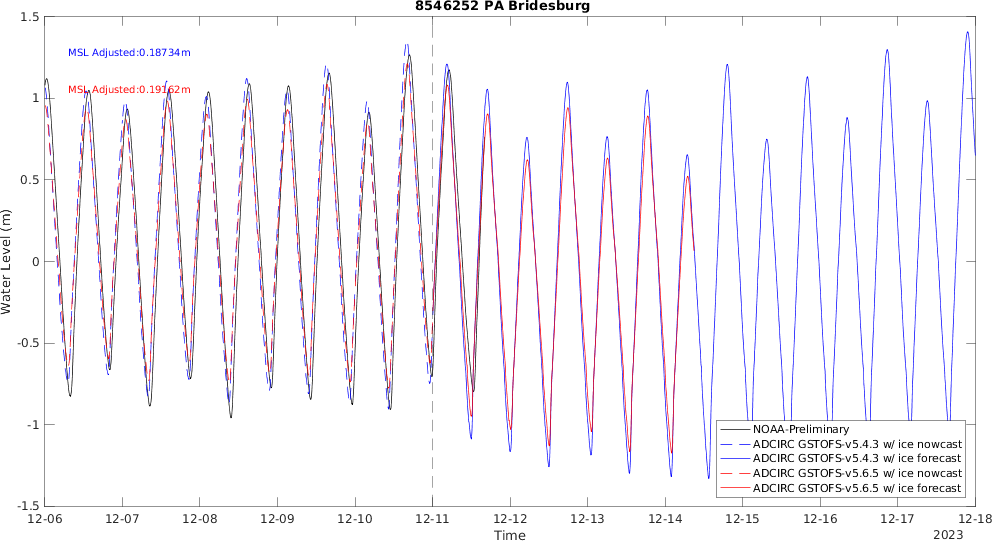 8546252 PA Bridesburg
MSL Adjusted:0.18734m
MSL Adjusted:0.19162m
Water Level (m)
1.5
1
0.5
0
-0.5
-1
-1.5
NOAA-Preliminary
ADCIRC GSTOFS-v5.4.3 w/ ice nowcast
ADCIRC GSTOFS-v5.4.3 w/ ice forecast
ADCIRC GSTOFS-v5.6.5 w/ ice nowcast
ADCIRC GSTOFS-v5.6.5 w/ ice forecast
12-06 12-07 12-08 12-09 12-10 12-11 12-12 12-13 12-14 12-15 12-16 12-17 12-18
Time
2023